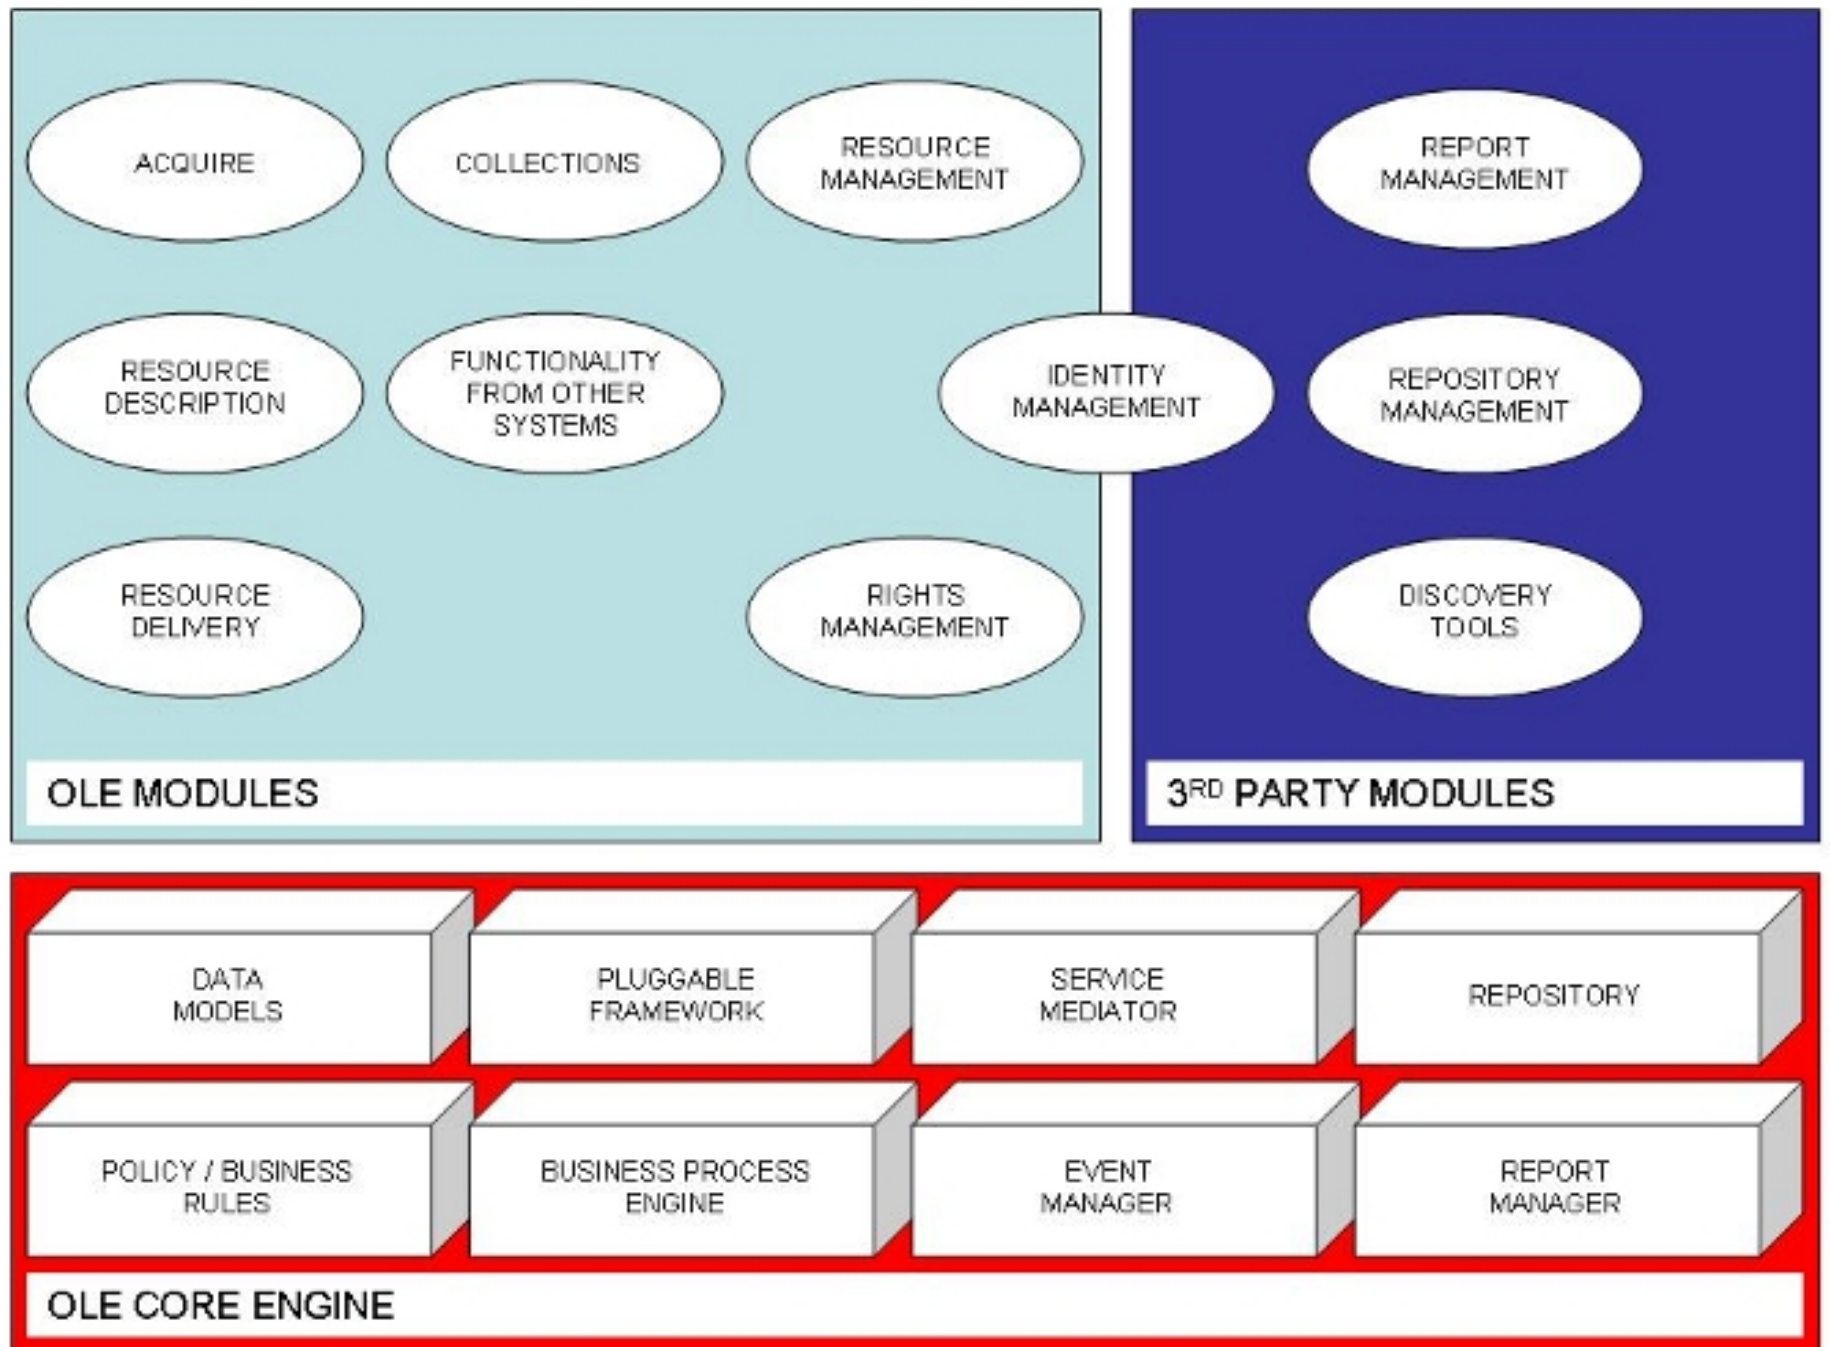 ACQUIRE
COLLECTIONS
RESOURCE
MANAGEMENT
RESOURCE
DESCRIPTION
FUNCTIONALITY
FROM OTHER
SYSTEMS
IDENTITY
MANAGEMENT
RESOURCE
DELIVERY
RIGHTS
MANAGEMENT
OLE MODULES
REPORT
MANAGEMENT
REPOSITORY
MANAGEMENT
DISCOVERY
TOOLS
3RD PARTY MODULES
DATA
MODELS
PLUGGABLE
FRAMEWORK
SERVICE
MEDIATOR
REPOSITORY
POLICY / BUSINESS
RULES
BUSINESS PROCESS
ENGINE
EVENT
MANAGER
REPORT
MANAGER
OLE CORE ENGINE